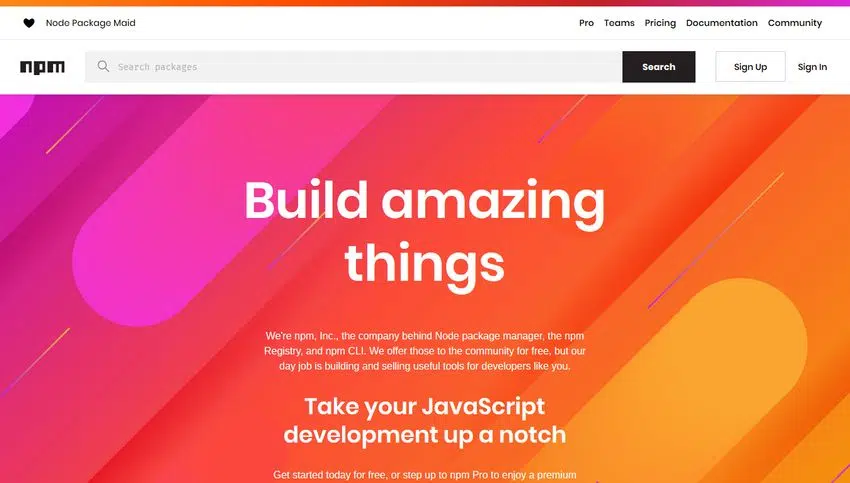 Node Package Maid
Pro Teams Pricing Documentation Community
npm
Search packages
Search
Sign Up
Sign In
Build amazing
things
We're npm, Inc., the company behind Node package manager, the npm
Registry, and npm CLI. We offer those to the community for free, but our
day job is building and selling useful tools for developers like you.
Take your JavaScript
development up a notch
Get started today for free, or step up to npm Pro to enjoy a premium